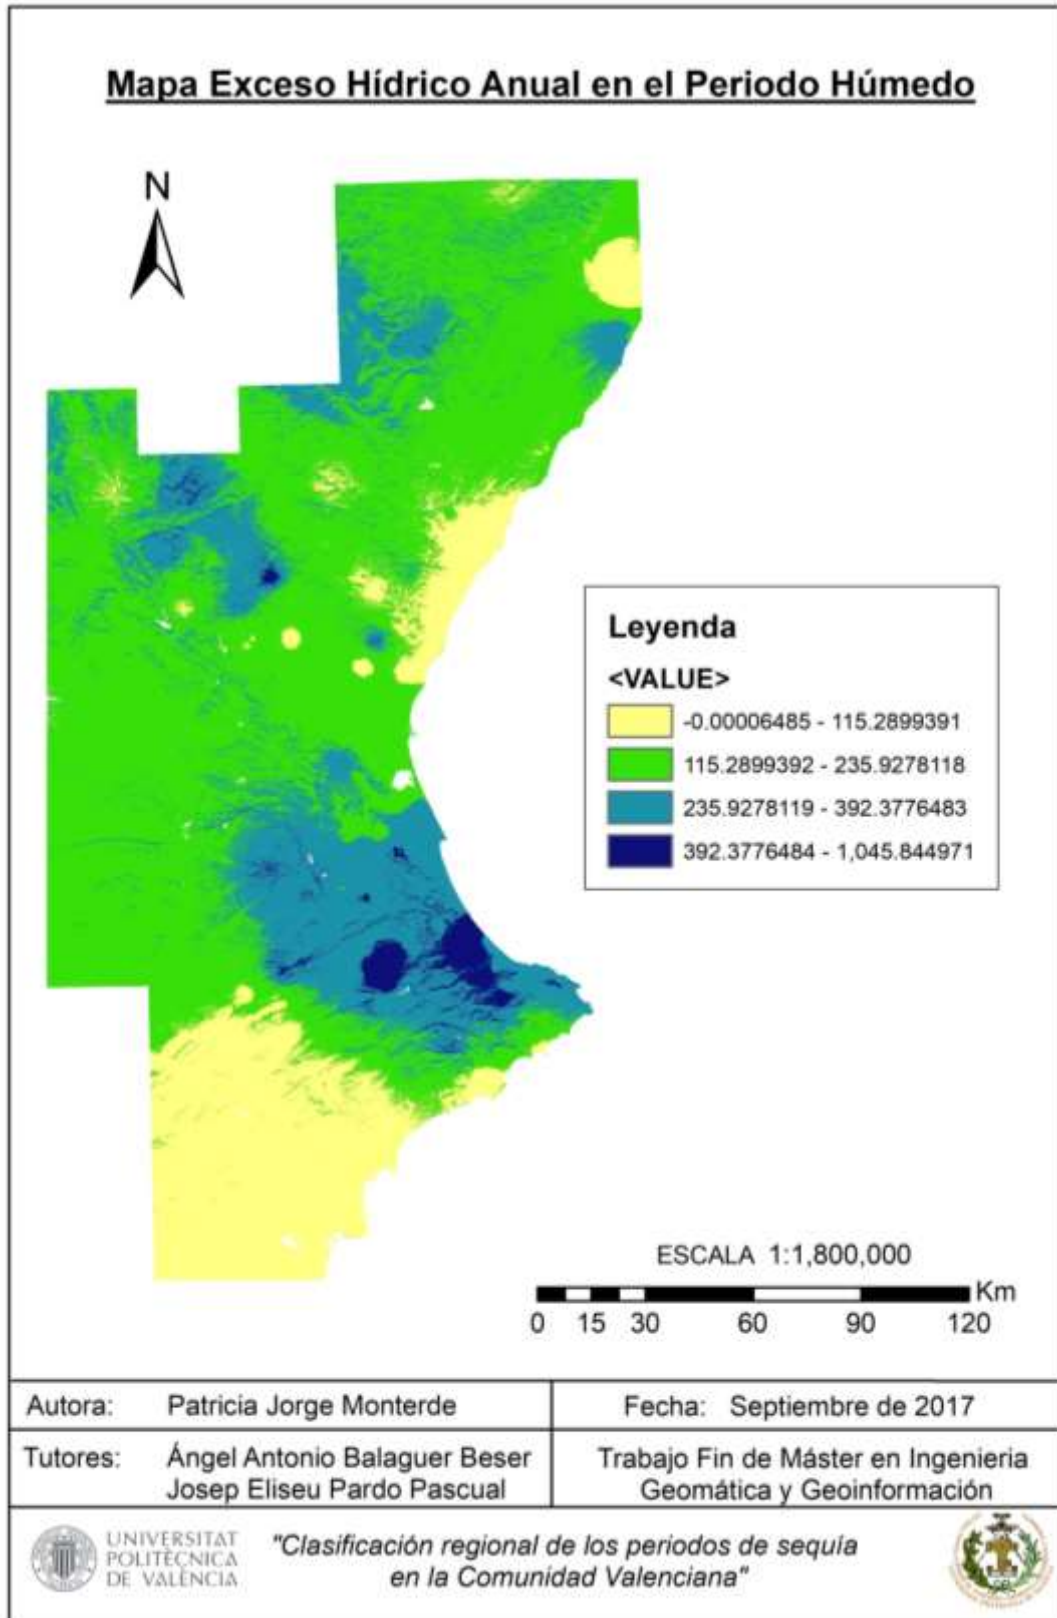 Mapa Exceso Hídrico Anual en el Periodo Húmedo
N
Leyenda
<VALUE>
-0.00006485 - 115.2899391
115.2899392 - 235.9278118
235.9278119 - 392.3776483
392.3776484 - 1,045.844971
ESCALA 1:1,800,000
Km
0 15 30 60 90 120
Autora: Patricia Jorge Monterde
Fecha: Septiembre de 2017
Tutores: Ángel Antonio Balaguer Beser
Josep Eliseu Pardo Pascual
Trabajo Fin de Máster en Ingenieria
Geomática y Geoinformación
UNIVERSITAT
POLITÈCNICA
DE VALÈNCIA
"Clasificación regional de los periodos de sequía
en la Comunidad Valenciana"